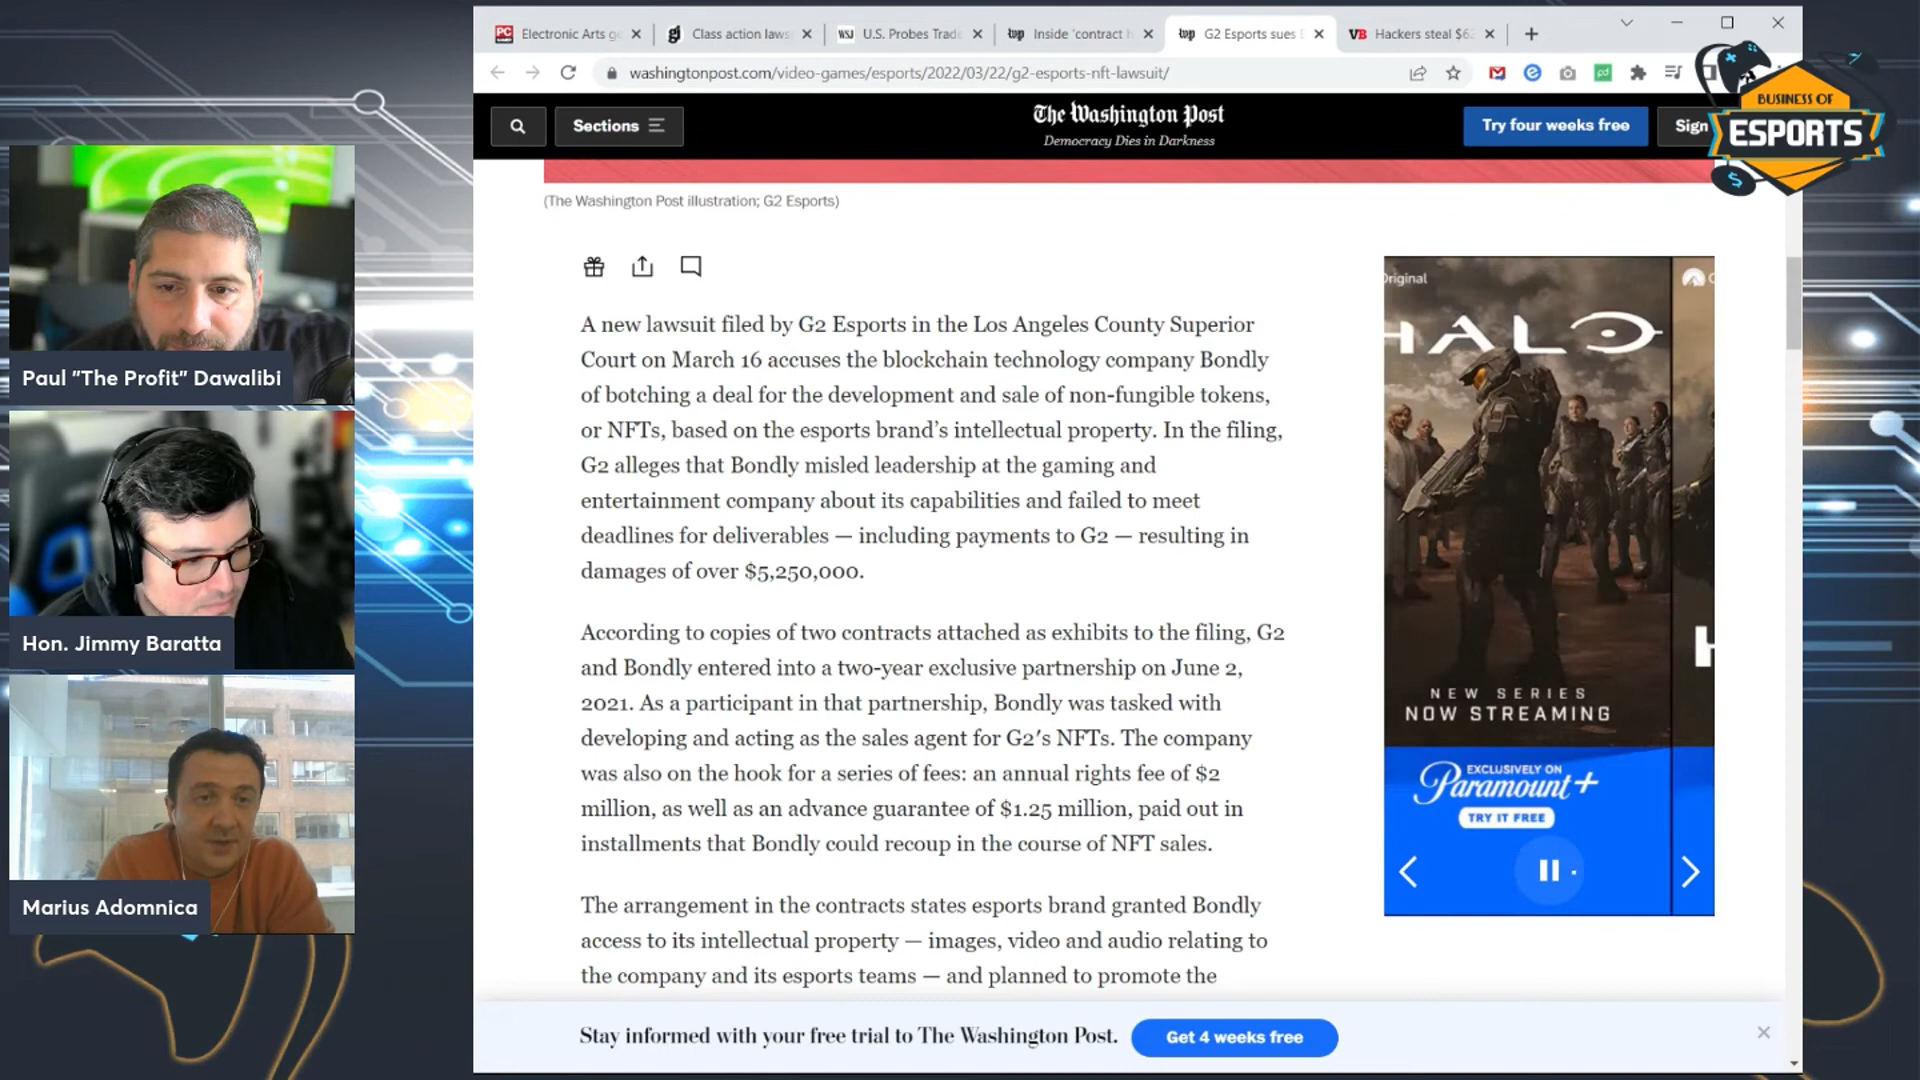 Electronic Arts g
Class action laws
WSJ
U.S. Probes Trade
wp
Inside 'contract h
wp
G2 Esports sues
VB
Hackers steal $6
washingtonpost.com/video-games/esports/2022/03/22/g2-esports-nft-lawsuit/
BUSINESS OF
ESPORTS
Sections
The Washington Post
Democracy Dies in Darkness
Try four weeks free
Sign
(The Washington Post illustration; G2 Esports)
A new lawsuit filed by G2 Esports in the Los Angeles County Superior
Court on March 16 accuses the blockchain technology company Bondly
of botching a deal for the development and sale of non-fungible tokens,
or NFTs, based on the esports brand's intellectual property. In the filing,
G2 alleges that Bondly misled leadership at the gaming and
entertainment company about its capabilities and failed to meet
deadlines for deliverables — including payments to G2 — resulting in
damages of over $5,250,000.
According to copies of two contracts attached as exhibits to the filing, G2
and Bondly entered into a two-year exclusive partnership on June 2,
2021. As a participant in that partnership, Bondly was tasked with
developing and acting as the sales agent for G2's NFTs. The company
was also on the hook for a series of fees: an annual rights fee of $2
million, as well as an advance guarantee of $1.25 million, paid out in
installments that Bondly could recoup in the course of NFT sales.
The arrangement in the contracts states esports brand granted Bondly
access to its intellectual property — images, video and audio relating to
the company and its esports teams — and planned to promote the
riginal
HALO
NEW SERIES
NOW STREAMING
EXCLUSIVELY ON
Paramount+
TRY IT FREE
Stay informed with your free trial to The Washington Post.
Get 4 weeks free
Paul "The Profit" Dawalibi
Hon. Jimmy Baratta
Marius Adomnica